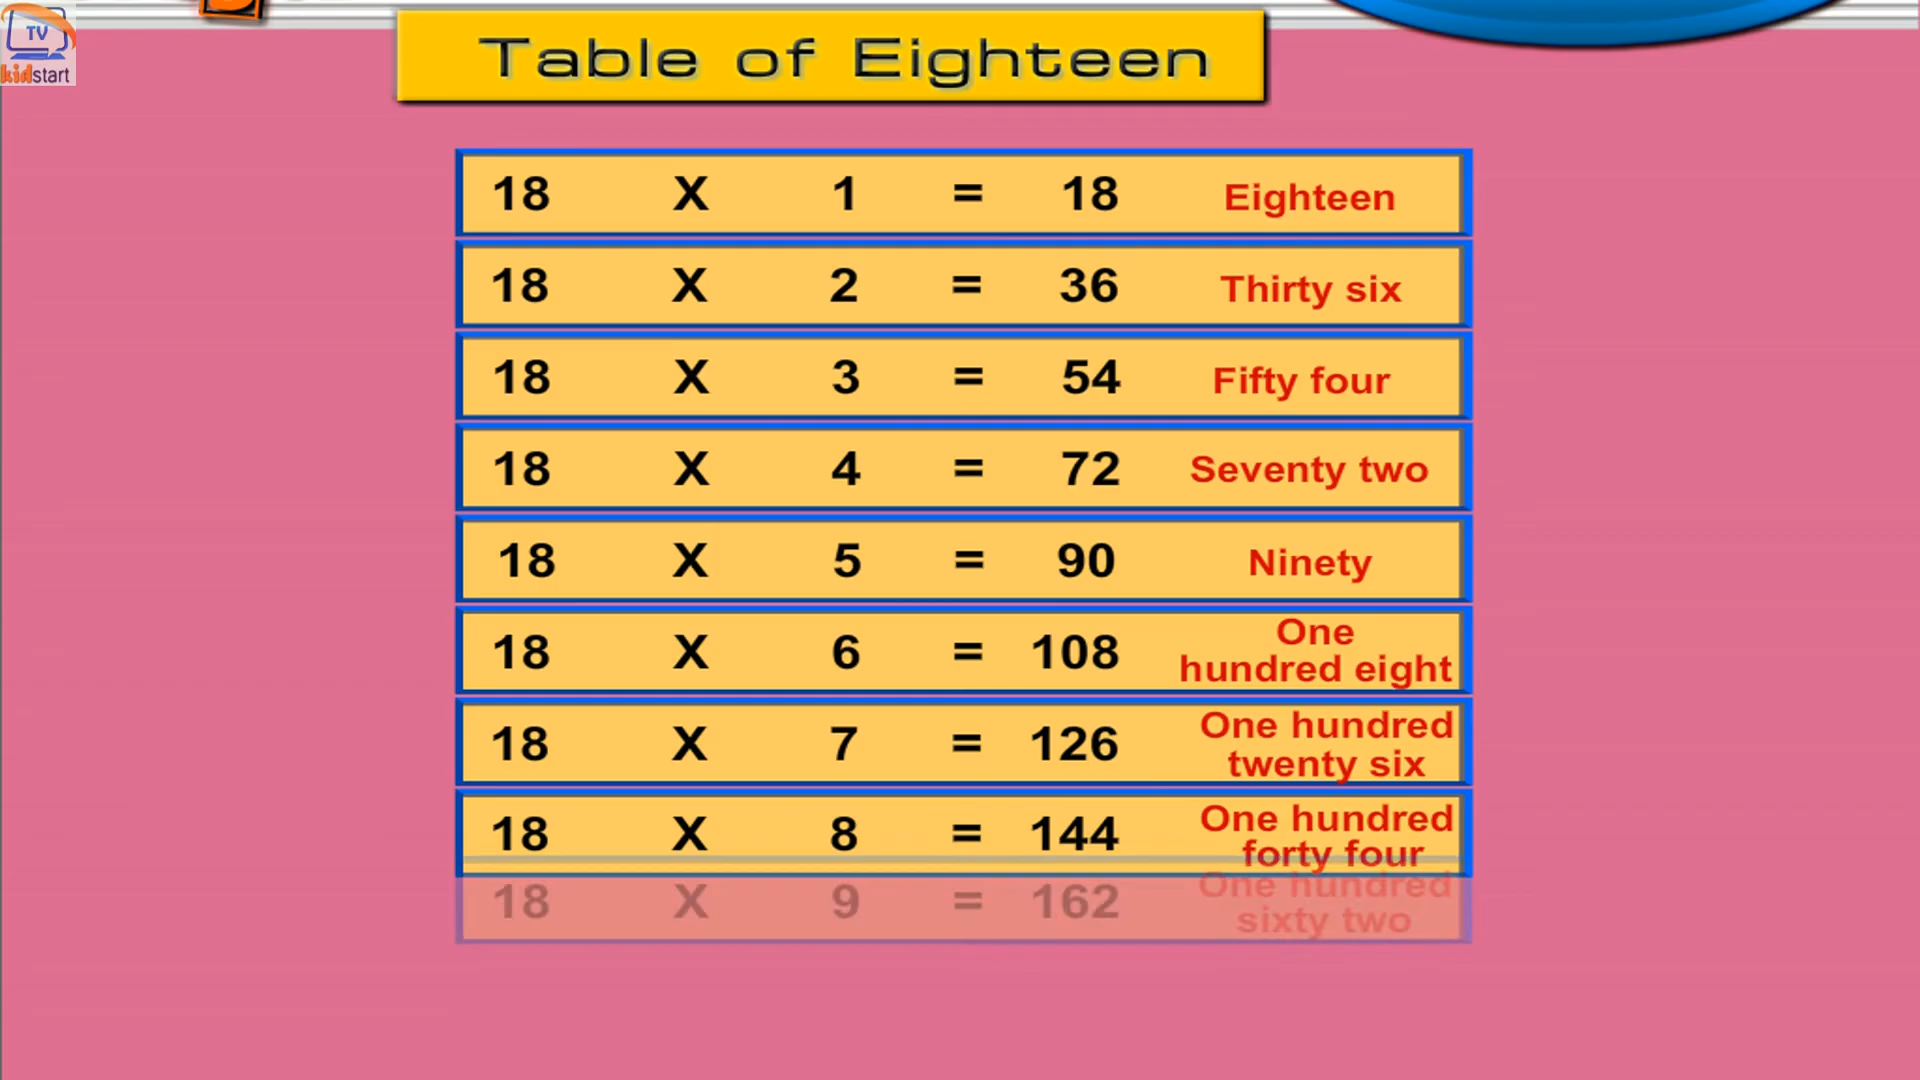 TV
kidstart
Table of Eighteen
18 X 1 = 18 Eighteen
18 X 2 = 36 Thirty six
18 X 3 = 54 Fifty four
18 X 4 = 72 Seventy two
18 X 5 = 90 Ninety
18 X 6 = 108 One
hundred eight
18 X 7 = 126 One hundred
twenty six
18 X 8 = 144 One hundred
forty four
18 X 9 = 162 One hundred
sixty two